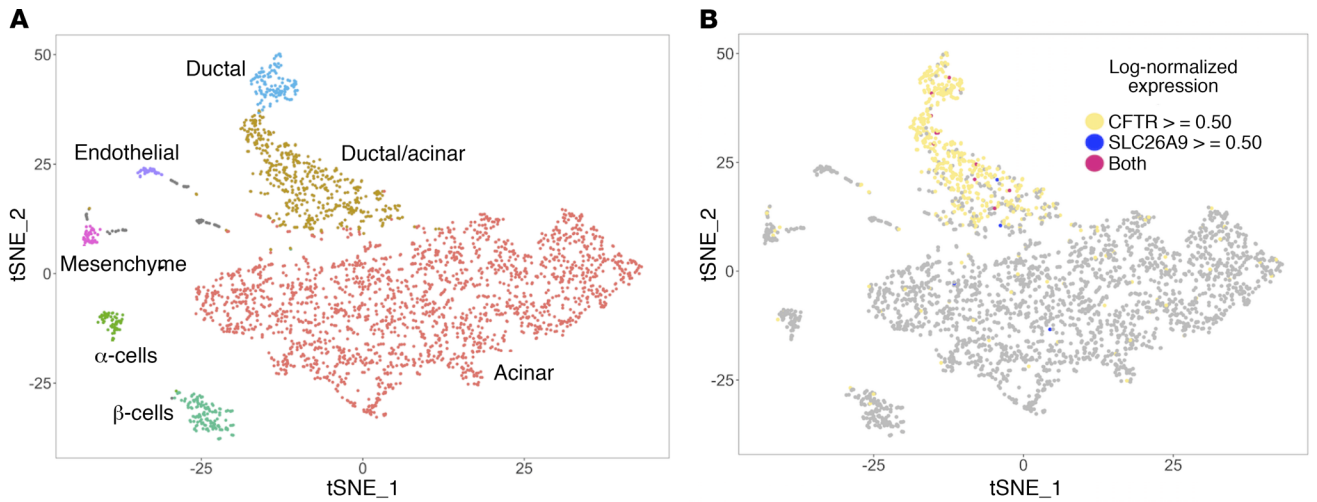 A
B
50
25
0
-25
-25
0
25
tSNE_2
tSNE_1
Ductal
Endothelial
Ductal/acinar
Mesenchyme
α-cells
Acinar
β-cells
50
25
0
-25
-25
0
25
tSNE_2
tSNE_1
Log-normalized
expression
CFTR > = 0.50
SLC26A9 > = 0.50
Both